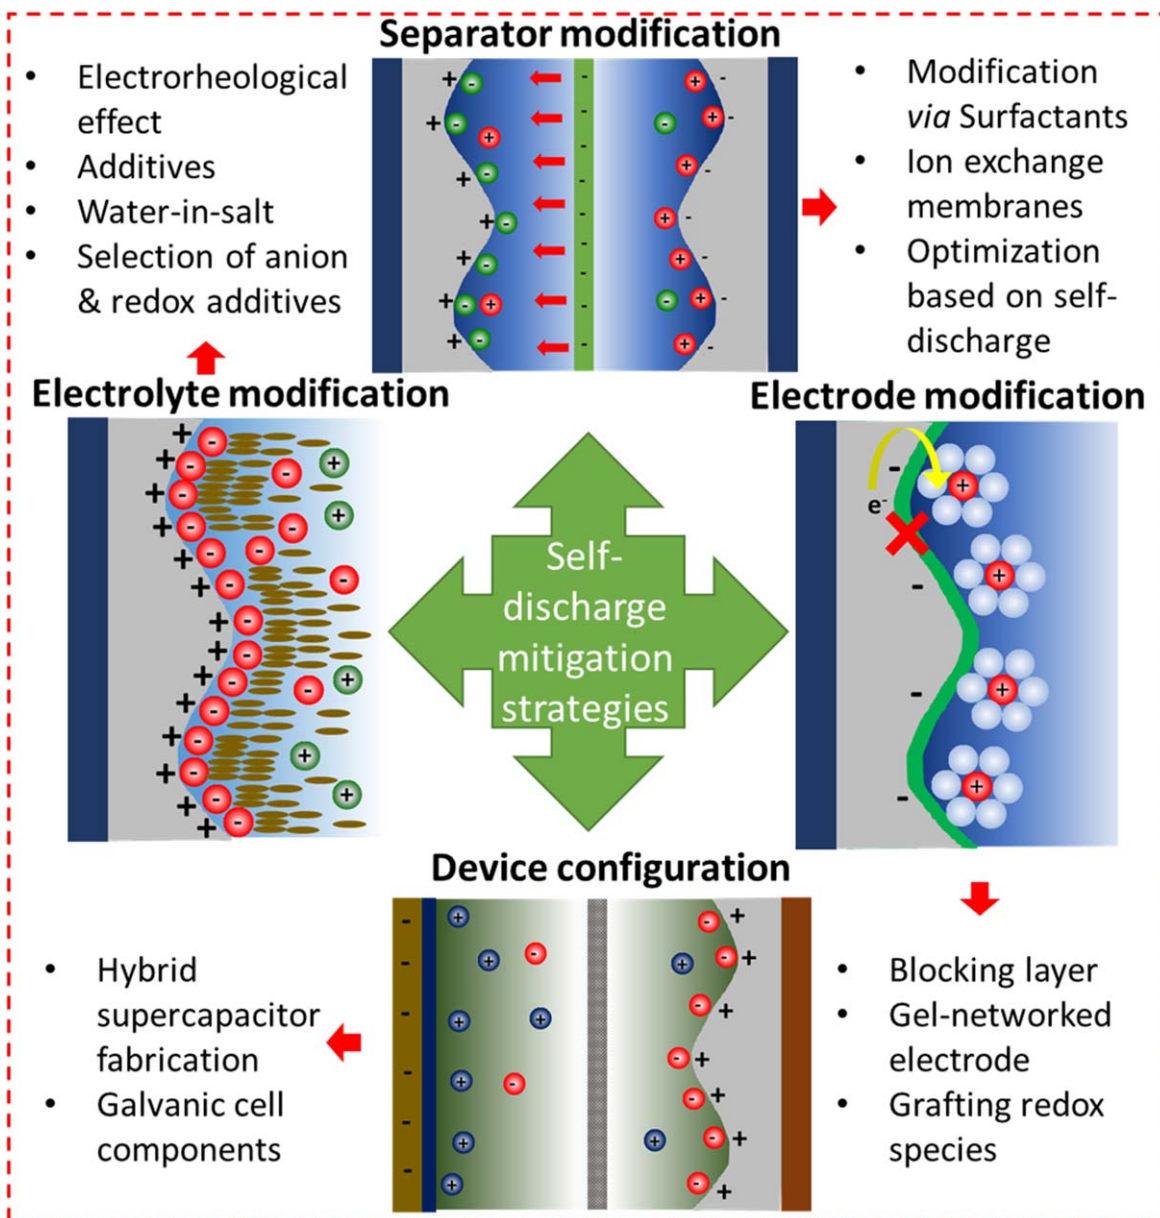 Separator modification
• Electrorheological
effect
• Additives
• Water-in-salt
• Selection of anion
& redox additives
• Modification
via Surfactants
• Ion exchange
membranes
• Optimization
based on self-
discharge
Electrolyte modification
Electrode modification
e-
Self-
discharge
mitigation
strategies
Device configuration
• Hybrid
supercapacitor
fabrication
• Galvanic cell
components
• Blocking layer
• Gel-networked
electrode
• Grafting redox
species